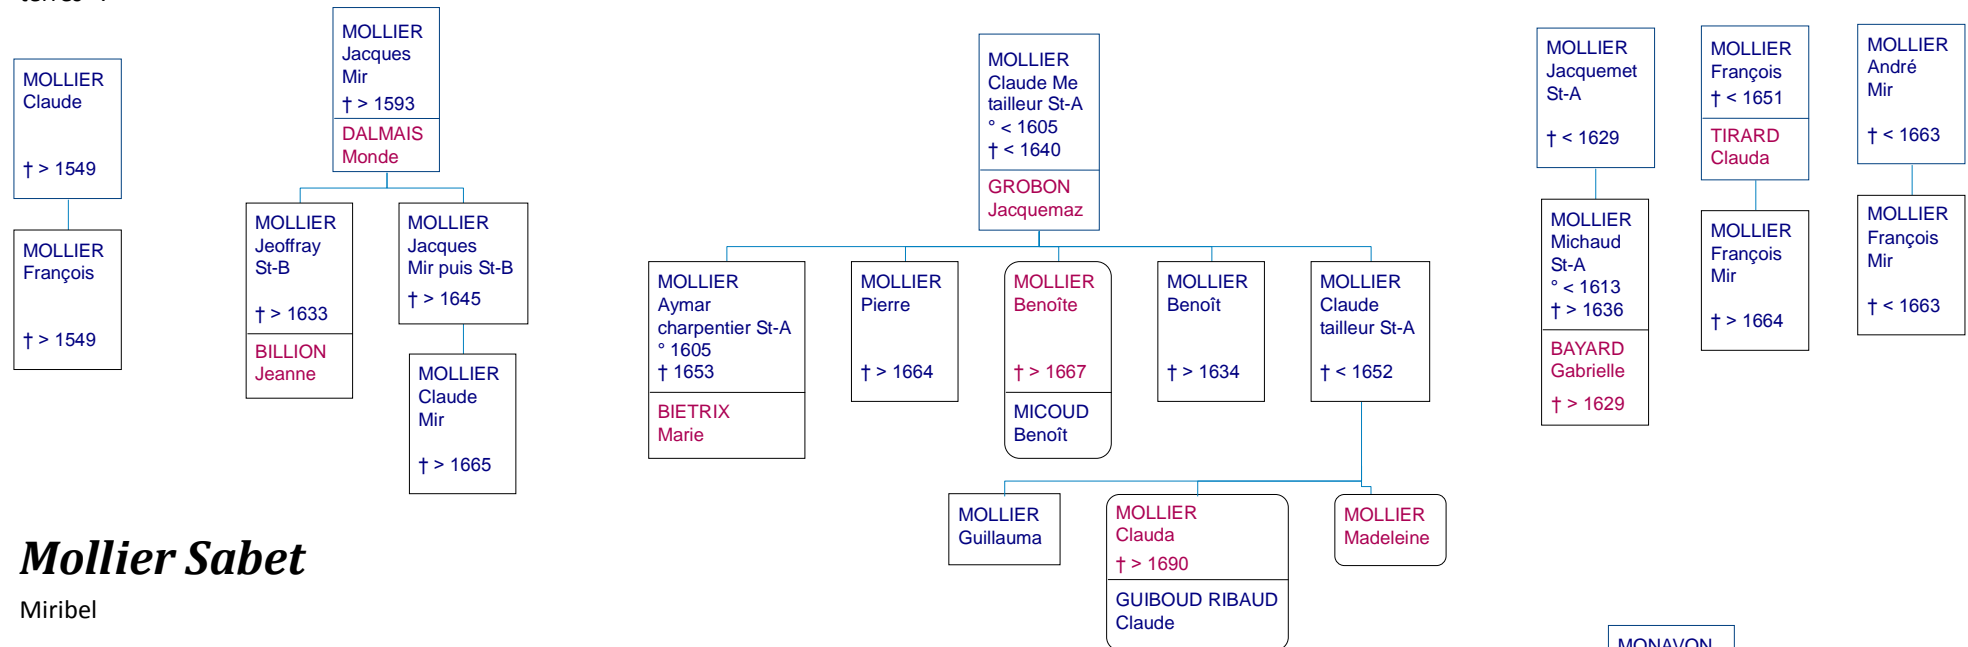 MOLLIER
Claude
† > 1549
MOLLIER
François
† > 1549
MOLLIER
Jacques
Mir
† > 1593
DALMAIS
Monde
MOLLIER
Jeoffray
St-B
† > 1633
BILLION
Jeanne
MOLLIER
Jacques
Mir puis St-B
† > 1645
MOLLIER
Claude
Mir
† > 1665
MOLLIER
Claude Me
tailleur St-A
° < 1605
† < 1640
GROBON
Jacquemaz
MOLLIER
Aymar
charpentier St-A
° 1605
† 1653
BIETRIX
Marie
MOLLIER
Pierre
† > 1664
MOLLIER
Benoîte
† > 1667
MICOUD
Benoît
MOLLIER
Benoît
† > 1634
MOLLIER
Claude
tailleur St-A
† < 1652
MOLLIER
Guillauma
MOLLIER
Clauda
† > 1690
GUIBOUD RIBAUD
Claude
MOLLIER
Madeleine
MOLLIER
Jacquemet
St-A
† < 1629
MOLLIER
Michaud
St-A
° < 1613
† > 1636
BAYARD
Gabrielle
† > 1629
MOLLIER
François
† < 1651
TIRARD
Clauda
MOLLIER
François
Mir
† > 1664
MOLLIER
André
Mir
† < 1663
MOLLIER
François
Mir
† < 1663
Mollier Sabet
Miribel
MONAVON